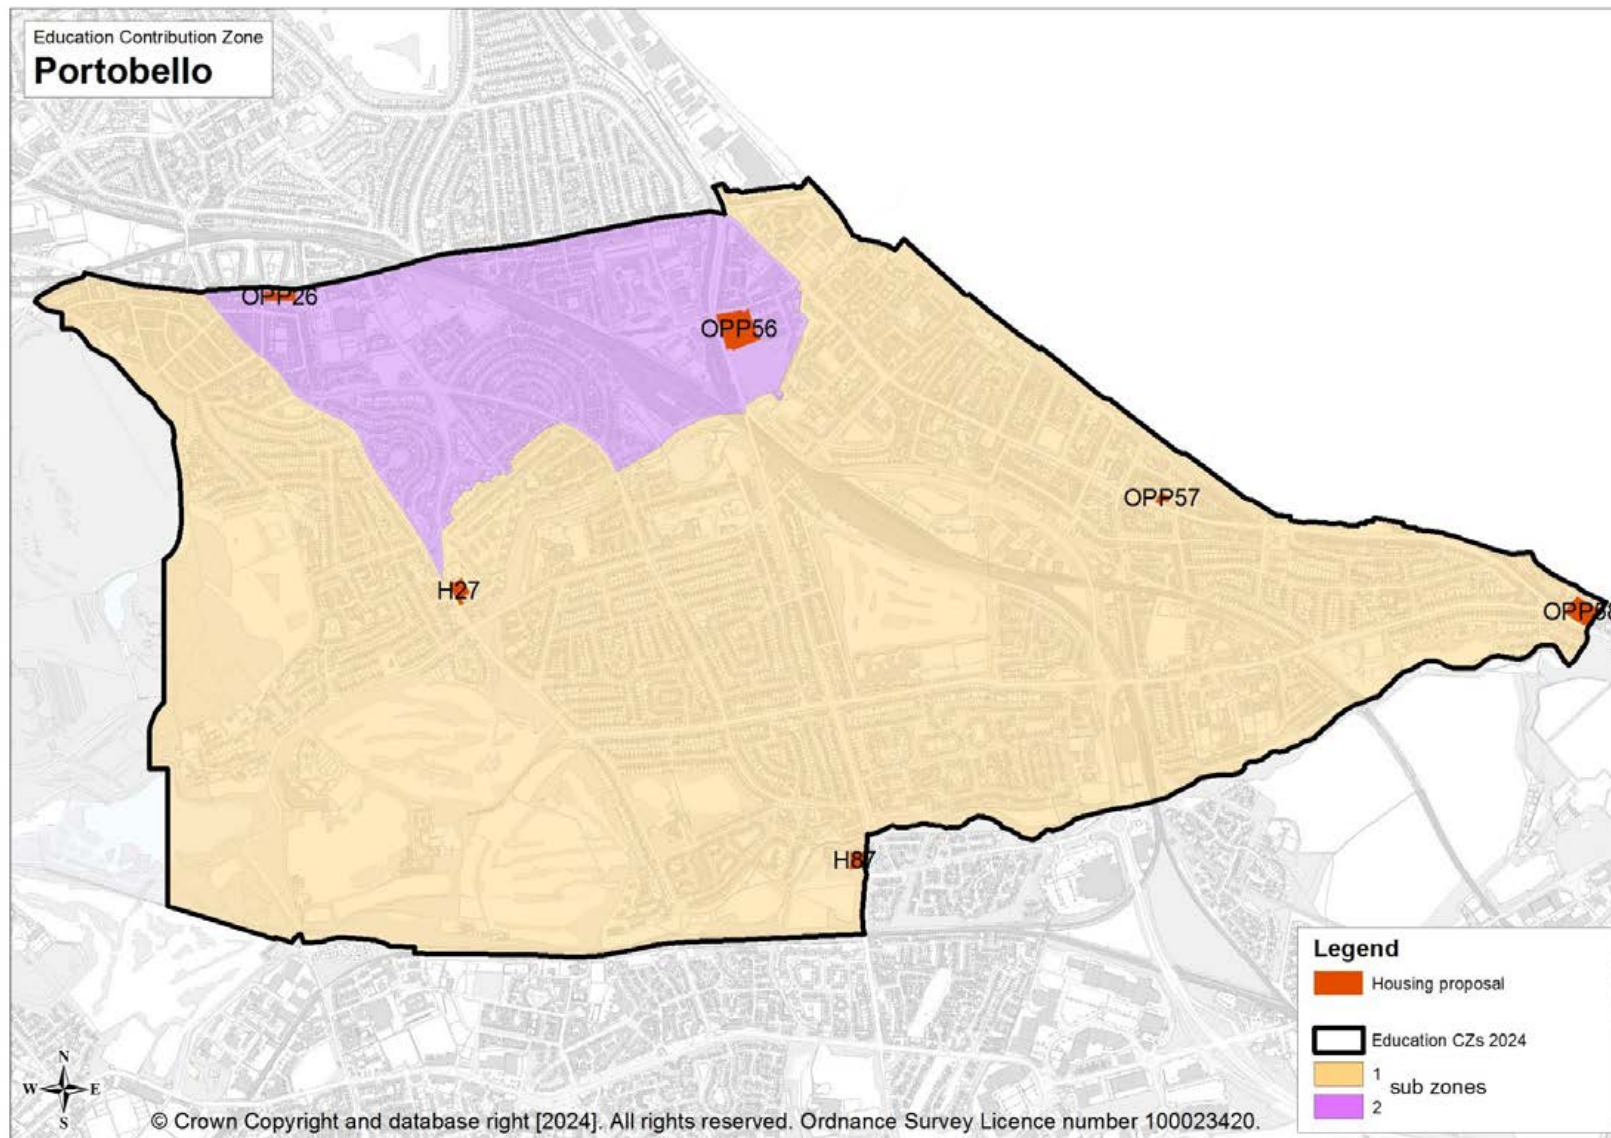 Education Contribution Zone
Portobello
OPP26
OPP56
OPP57
H27
H87
Legend
Housing proposal
Education CZs 2024
1
sub zones
2
N
W E
S
© Crown Copyright and database right [2024]. All rights reserved. Ordnance Survey Licence number 100023420.